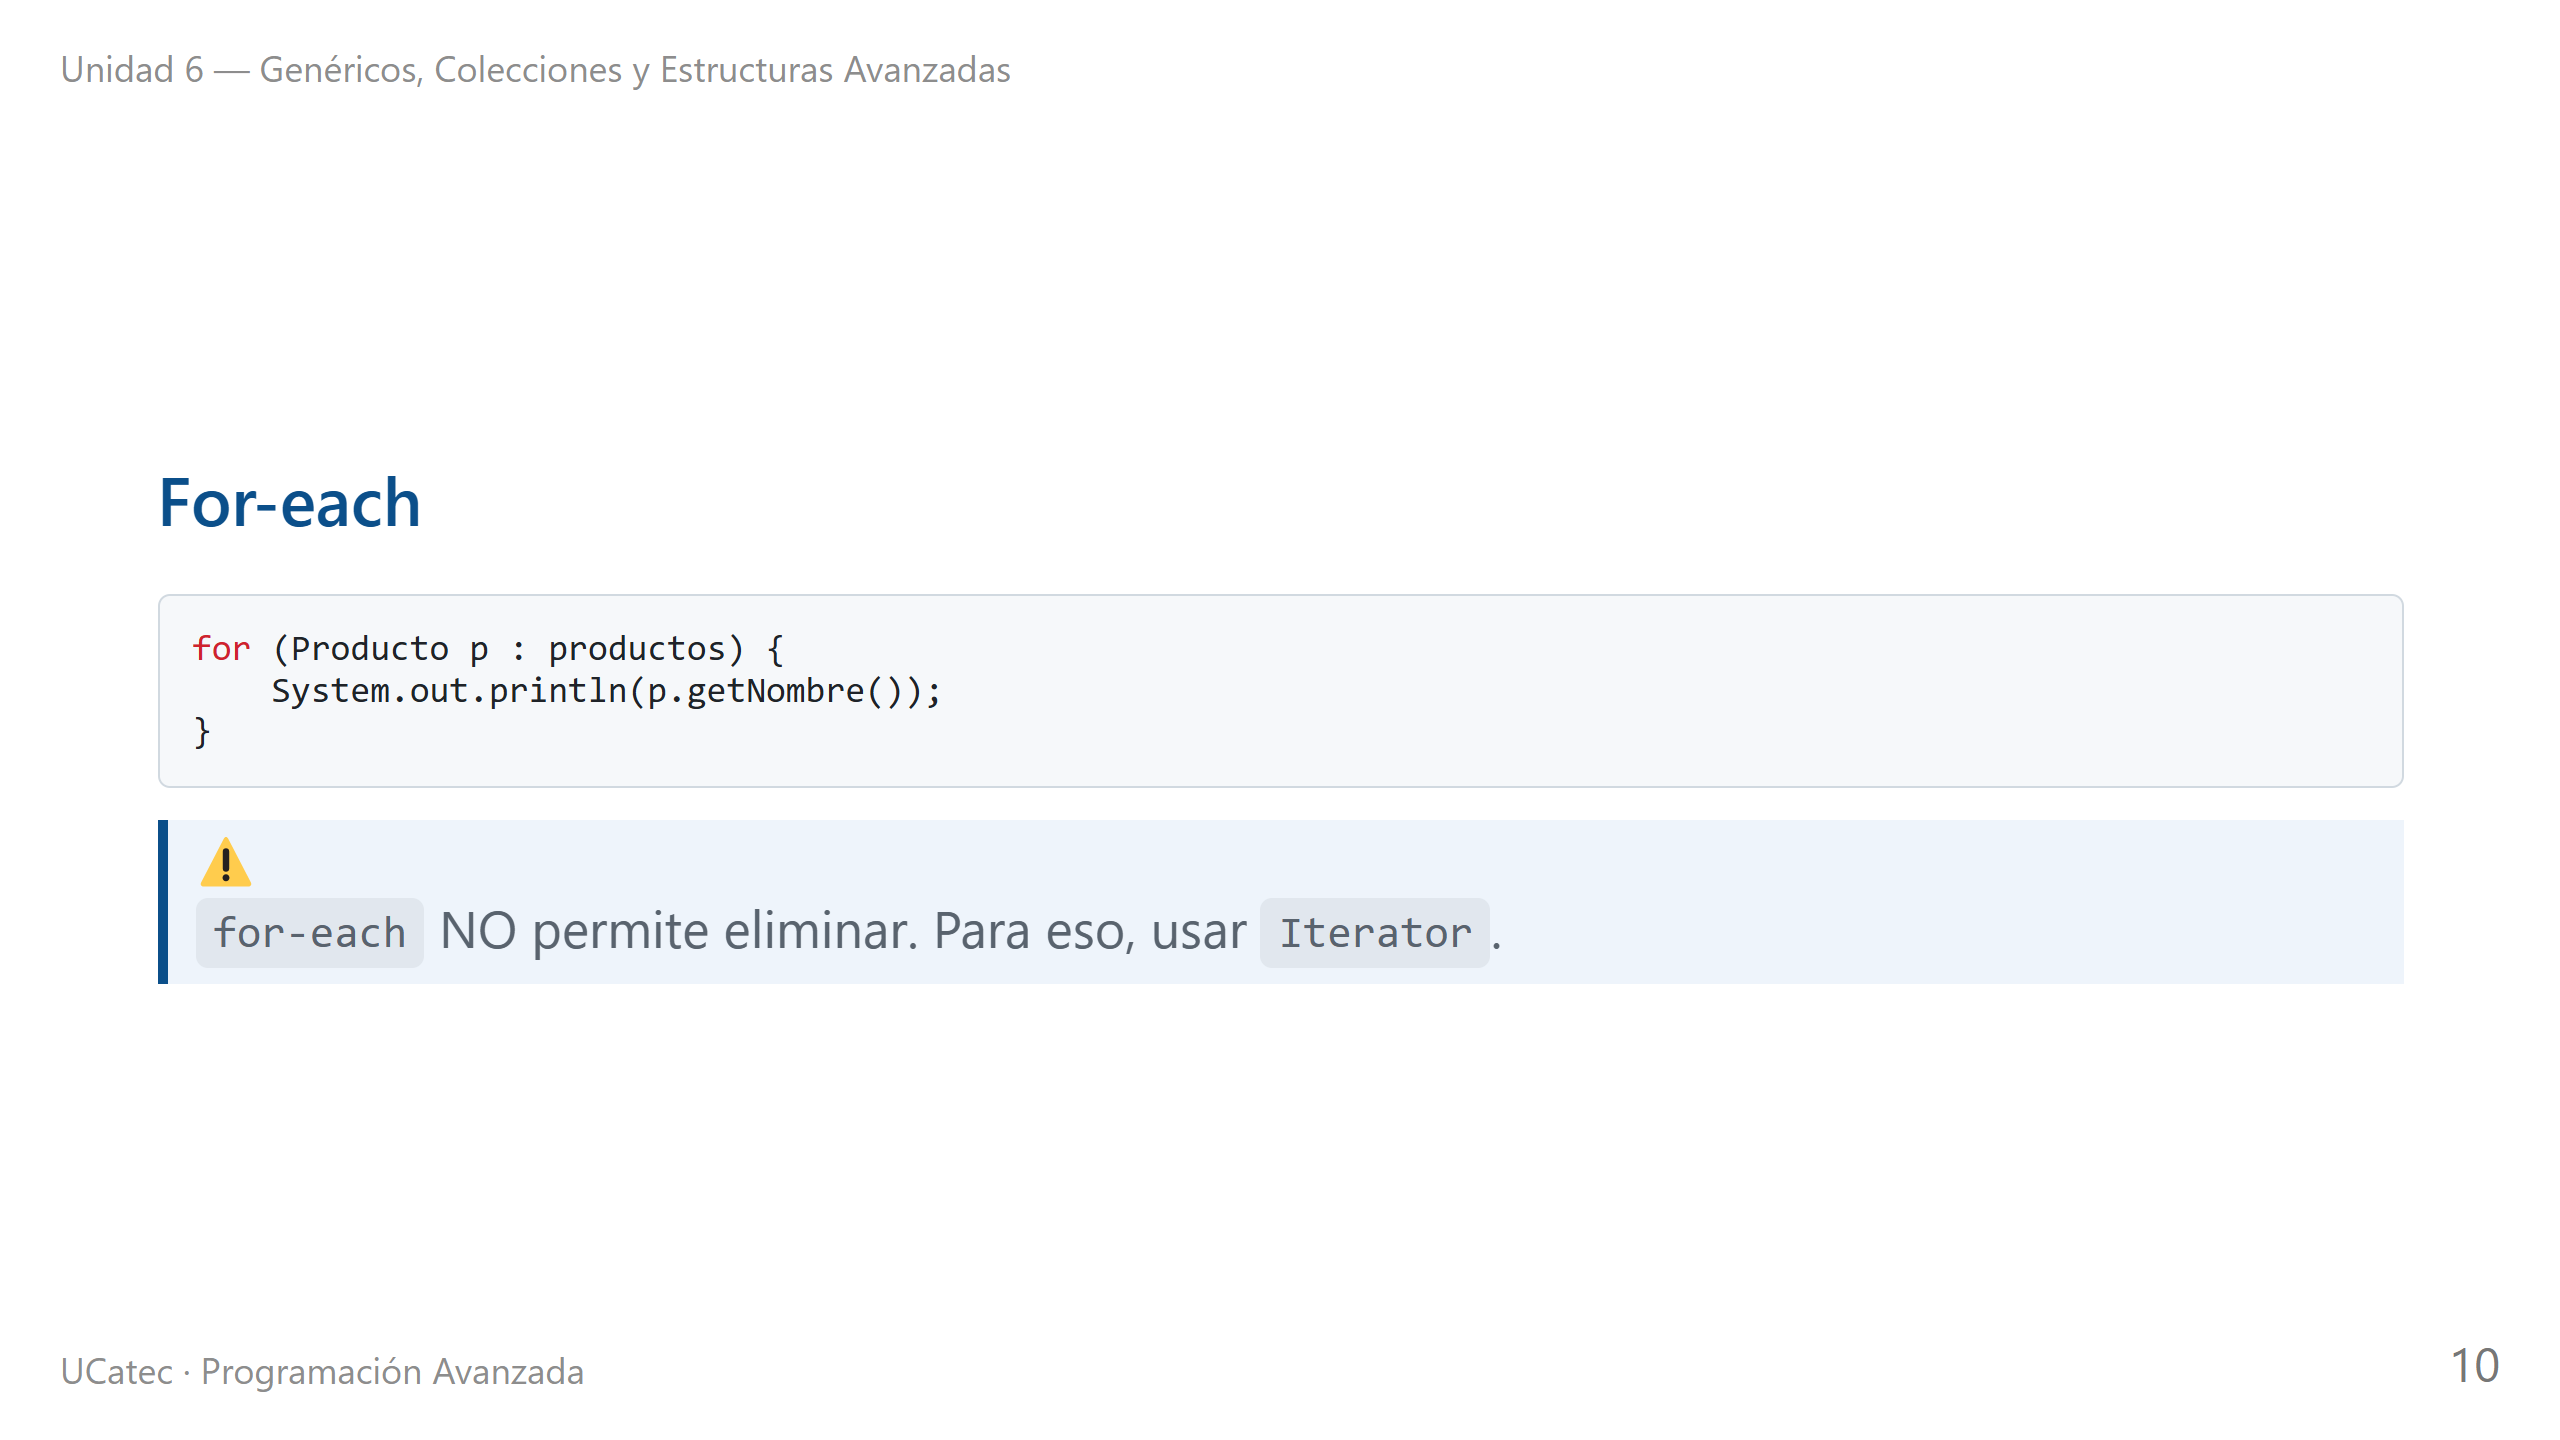 Unidad 6 — Genéricos, Colecciones y Estructuras Avanzadas
For-each
for (Producto p : productos) {
    System.out.println(p.getNombre());
}
for-each NO permite eliminar. Para eso, usar Iterator.
UCatec · Programación Avanzada
10